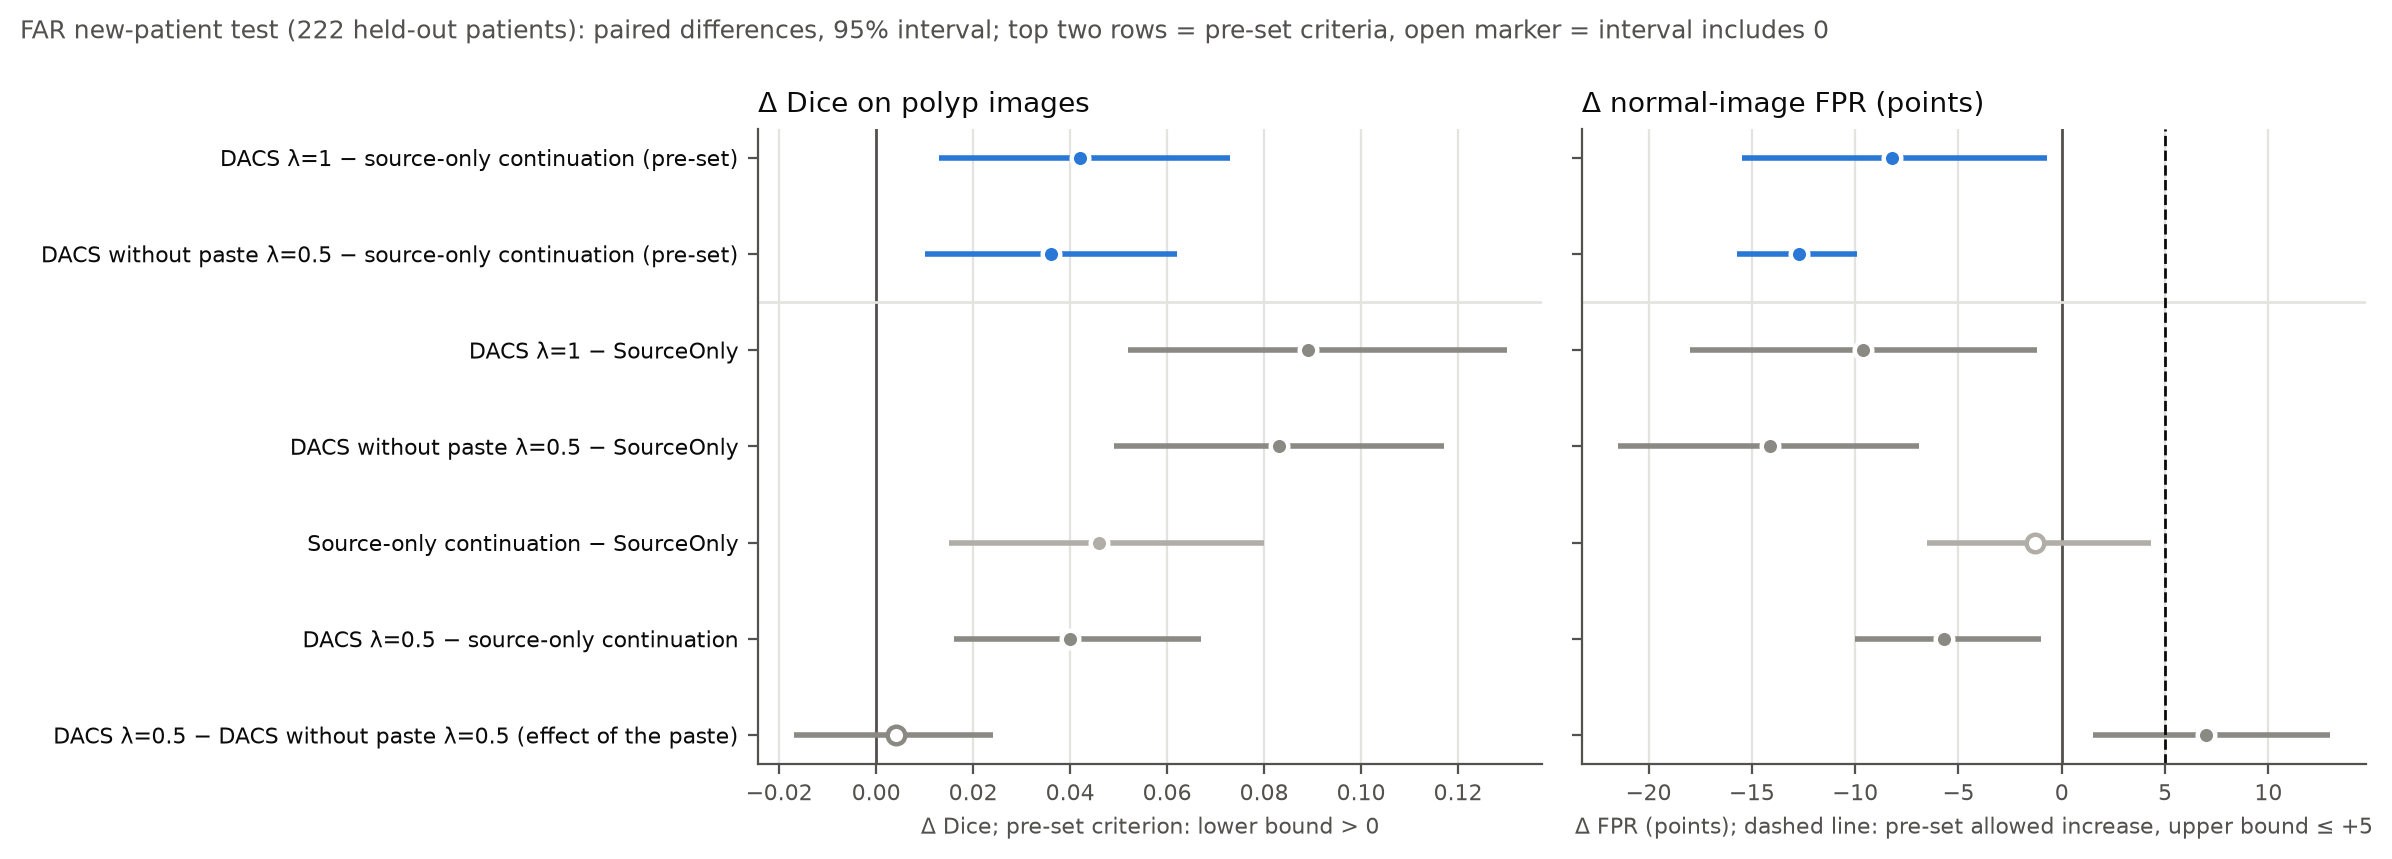 FAR new-patient test (222 held-out patients): paired differences, 95% interval; top two rows = pre-set criteria, open marker = interval includes 0
Δ Dice on polyp images
Δ normal-image FPR (points)
DACS λ=1 − source-only continuation (pre-set)
DACS without paste λ=0.5 − source-only continuation (pre-set)
DACS λ=1 − SourceOnly
DACS without paste λ=0.5 − SourceOnly
Source-only continuation − SourceOnly
DACS λ=0.5 − source-only continuation
DACS λ=0.5 − DACS without paste λ=0.5 (effect of the paste)
−0.02 0.00 0.02 0.04 0.06 0.08 0.10 0.12
Δ Dice; pre-set criterion: lower bound > 0
−20 −15 −10 −5 0 5 10
Δ FPR (points); dashed line: pre-set allowed increase, upper bound ≤ +5